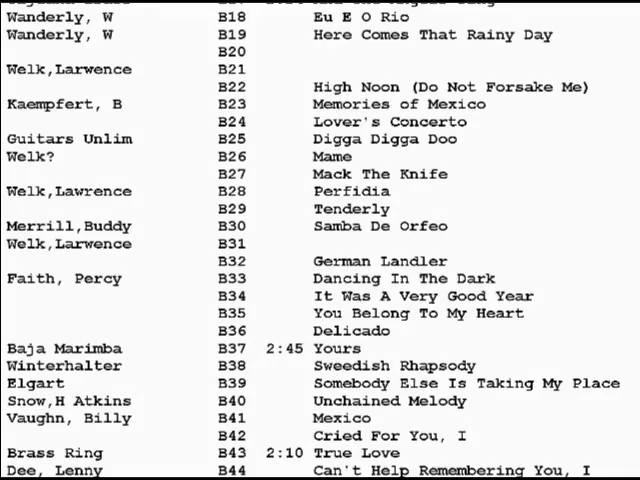 Wanderly, W B18 Eu E O Rio
Wanderly, W B19 Here Comes That Rainy Day
B20
Welk,Larwence B21
B22 High Noon (Do Not Forsake Me)
Kaempfert, B B23 Memories of Mexico
B24 Lover's Concerto
Guitars Unlim B25 Digga Digga Doo
Welk? B26 Mame
B27 Mack The Knife
Welk,Lawrence B28 Perfidia
B29 Tenderly
Merrill,Buddy B30 Samba De Orfeo
Welk,Larwence B31
B32 German Landler
Faith, Percy B33 Dancing In The Dark
B34 It Was A Very Good Year
B35 You Belong To My Heart
B36 Delicado
Baja Marimba B37 2:45 Yours
Winterhalter B38 Sweedish Rhapsody
Elgart B39 Somebody Else Is Taking My Place
Snow,H Atkins B40 Unchained Melody
Vaughn, Billy B41 Mexico
B42 Cried For You, I
Brass Ring B43 2:10 True Love
Dee, Lenny B44 Can't Help Remembering You, I